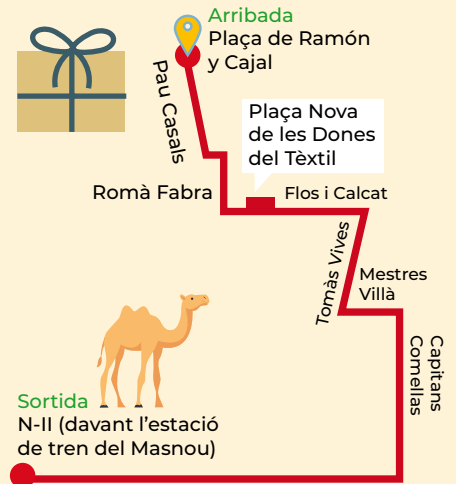 Arribada
Plaça de Ramón
y Cajal
Pau Casals
Plaça Nova
de les Dones
del Tèxtil
Romà Fabra
Flos i Calcat
Tomàs Vives
Mestres
Villà
Capitans
Comellas
Sortida
N-II (davant l’estació
de tren del Masnou)